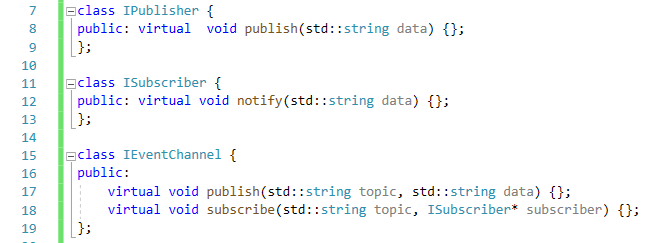 7 class IPublisher {
8 public: virtual  void publish(std::string data) {};
9 };
10
11 class ISubscriber {
12 public: virtual void notify(std::string data) {};
13 };
14
15 class IEventChannel {
16 public:
17     virtual void publish(std::string topic, std::string data) {};
18     virtual void subscribe(std::string topic, ISubscriber* subscriber) {};
19 };